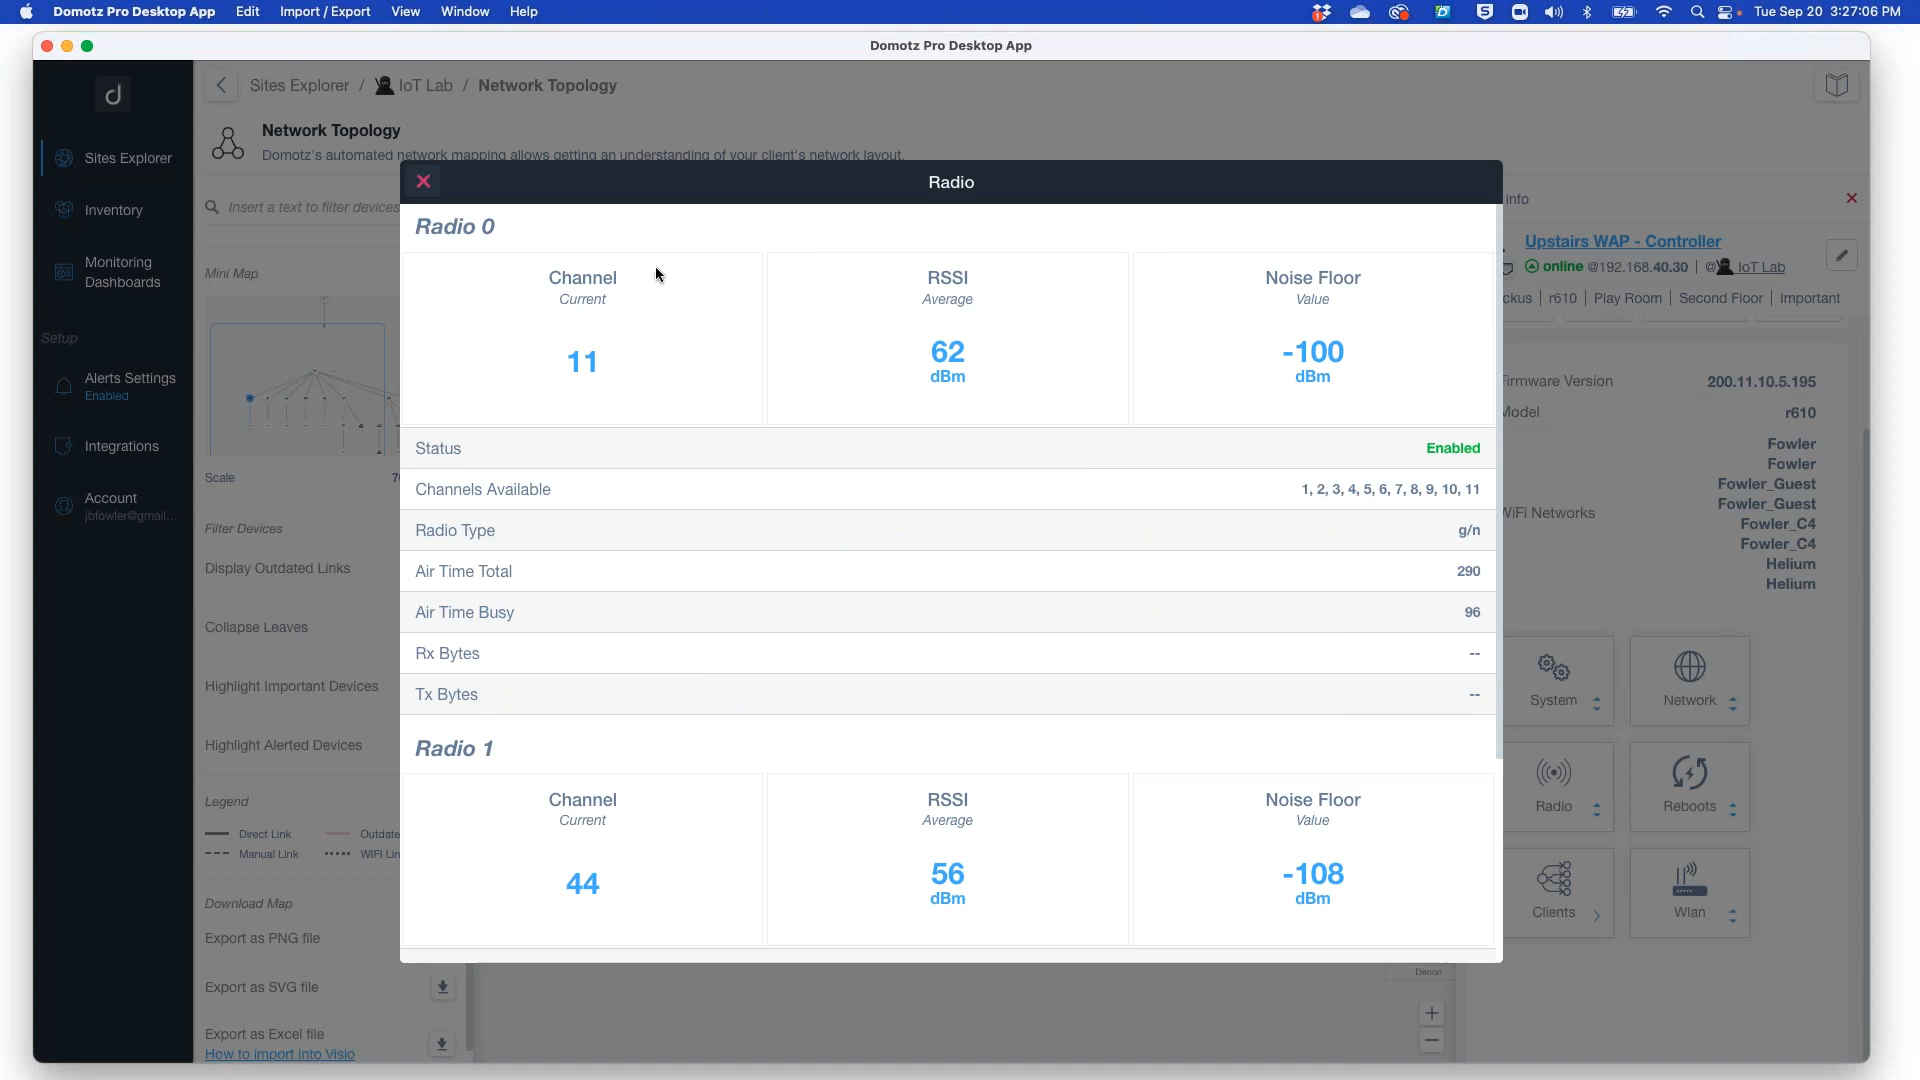 Domotz Pro Desktop App Edit Import / Export View Window Help Tue Sep 20 3:27:06 PM
Domotz Pro Desktop App
Sites Explorer / IoT Lab / Network Topology
Network Topology
Domotz's automated network mapping allows getting an understanding of your client's network layout.
Sites Explorer
Inventory
Monitoring
Dashboards
Setup
Alerts Settings
Enabled
Integrations
Account
jbfowler@gmail...
Insert a text to filter devices
Mini Map
Scale
Filter Devices
Display Outdated Links
Collapse Leaves
Highlight Important Devices
Highlight Alerted Devices
Legend
Direct Link Outdate
Manual Link WIFI Lin
Download Map
Export as PNG file
Export as SVG file
Export as Excel file
How to import into Visio
Radio
Radio 0
Channel RSSI Noise Floor
Current Average Value
11 62 -100
dBm dBm
Status Enabled
Channels Available 1, 2, 3, 4, 5, 6, 7, 8, 9, 10, 11
Radio Type g/n
Air Time Total 290
Air Time Busy 96
Rx Bytes --
Tx Bytes --
Radio 1
Channel RSSI Noise Floor
Current Average Value
44 56 -108
dBm dBm
info
Upstairs WAP - Controller
online @192.168.40.30 | @ IoT Lab
ckus | r610 | Play Room | Second Floor | Important
Firmware Version 200.11.10.5.195
Model r610
WiFi Networks
Fowler
Fowler
Fowler_Guest
Fowler_Guest
Fowler_C4
Fowler_C4
Helium
Helium
System Network
Radio Reboots
Clients Wlan